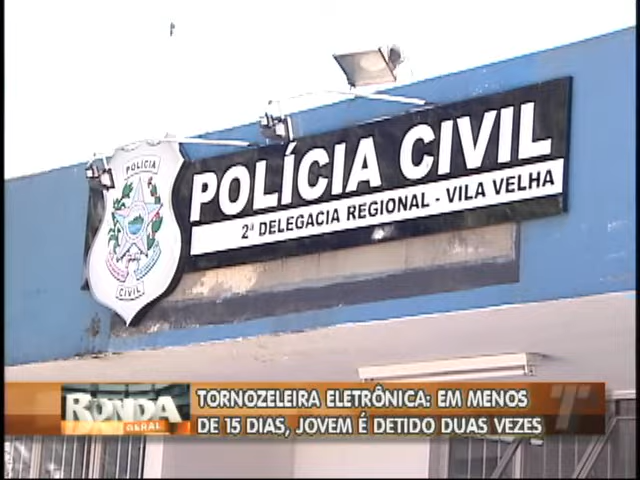 POLÍCIA CIVIL
2ª DELEGACIA REGIONAL - VILA VELHA
POLÍCIA
CIVIL
RONDA
GERAL
TORNOZELEIRA ELETRÔNICA: EM MENOS
DE 15 DIAS, JOVEM É DETIDO DUAS VEZES
T